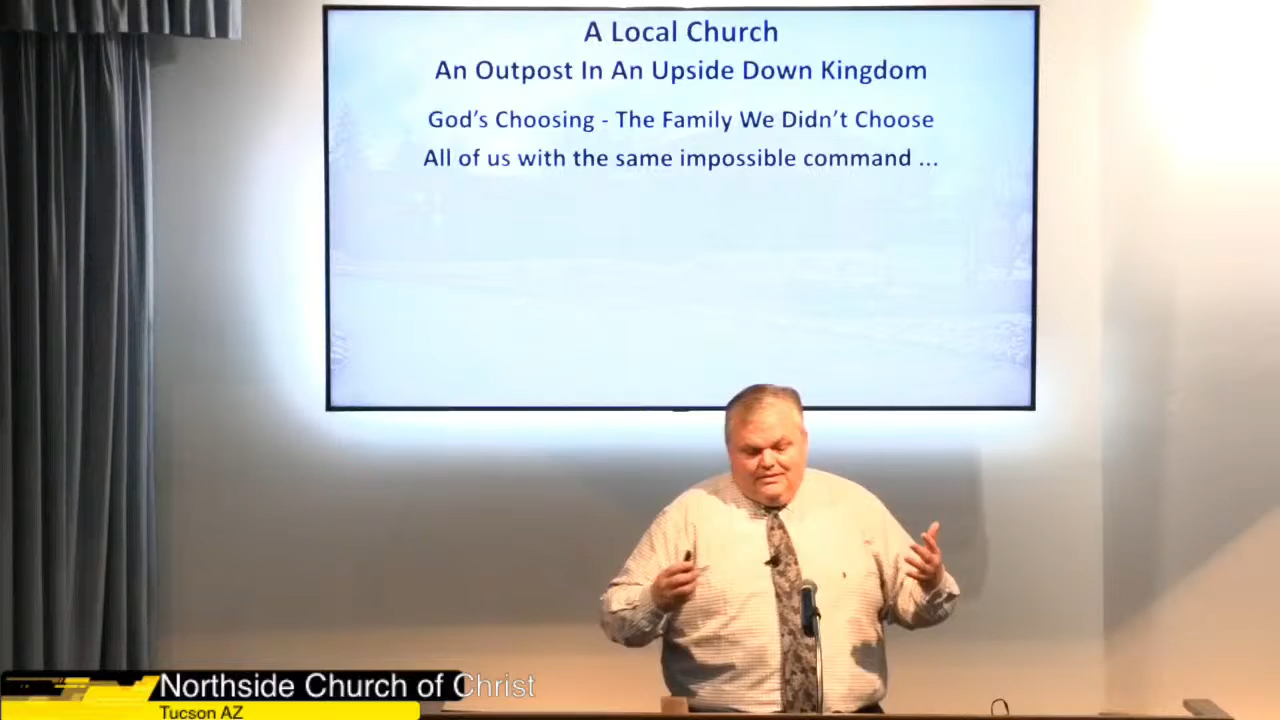 A Local Church
An Outpost In An Upside Down Kingdom
God’s Choosing - The Family We Didn’t Choose
All of us with the same impossible command ...
Northside Church of Christ
Tucson AZ